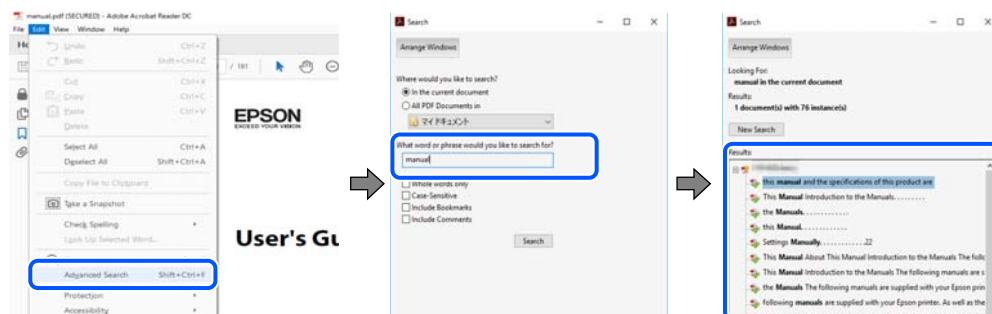 manual.pdf (SECURED) - Adobe Acrobat Reader DC
File Edit View Window Help
Undo Ctrl+Z
Redo Shift+Ctrl+Z
Cut Ctrl+X
Copy Ctrl+C
Paste Ctrl+V
Delete
Select All Ctrl+A
Deselect All Shift+Ctrl+A
Copy File to Clipboard
Take a Snapshot
Check Spelling
Look Up Selected Word...
Advanced Search Shift+Ctrl+F
Protection
Accessibility
/ 181
EPSON
EXCEED YOUR VISION
User's Gu
Search
Arrange Windows
Where would you like to search?
In the current document
All PDF Documents in
マイ ドキュメント
What word or phrase would you like to search for?
manual
Whole words only
Case-Sensitive
Include Bookmarks
Include Comments
Search
Search
Arrange Windows
Looking For:
manual in the current document
Results:
1 document(s) with 76 instance(s)
New Search
Results:
this manual and the specifications of this product are
This Manual Introduction to the Manuals.........
the Manuals.............
this Manual.............
Settings Manually.............22
This Manual About This Manual Introduction to the Manuals The follo
This Manual Introduction to the Manuals The following manuals are s
the Manuals The following manuals are supplied with your Epson prin
following manuals are supplied with your Epson printer. As well as the